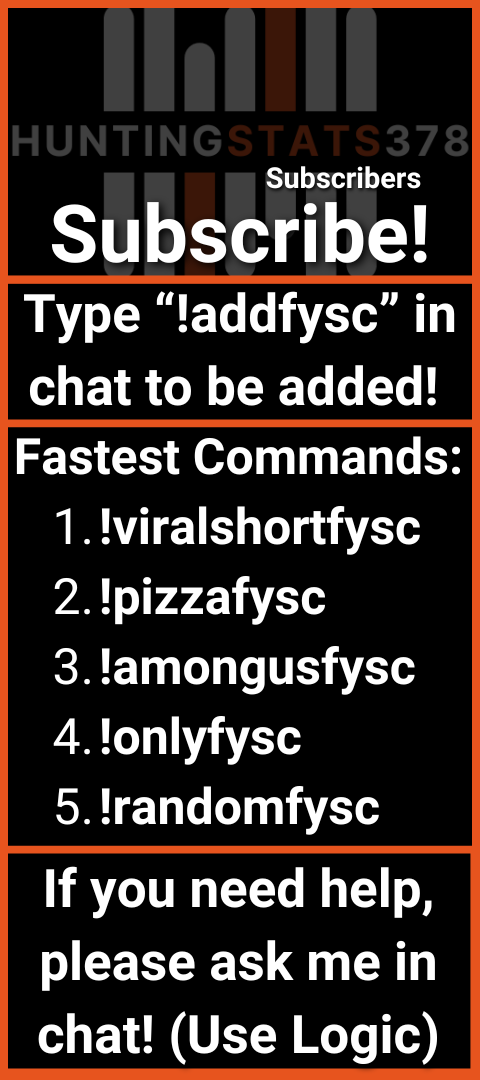 HUNTINGSTATS378
Subscribers
Subscribe!
Type “!addfysc” in
chat to be added!
Fastest Commands:
1. !viralshortfysc
2. !pizzafysc
3. !amongusfysc
4. !onlyfysc
5. !randomfysc
If you need help,
please ask me in
chat! (Use Logic)